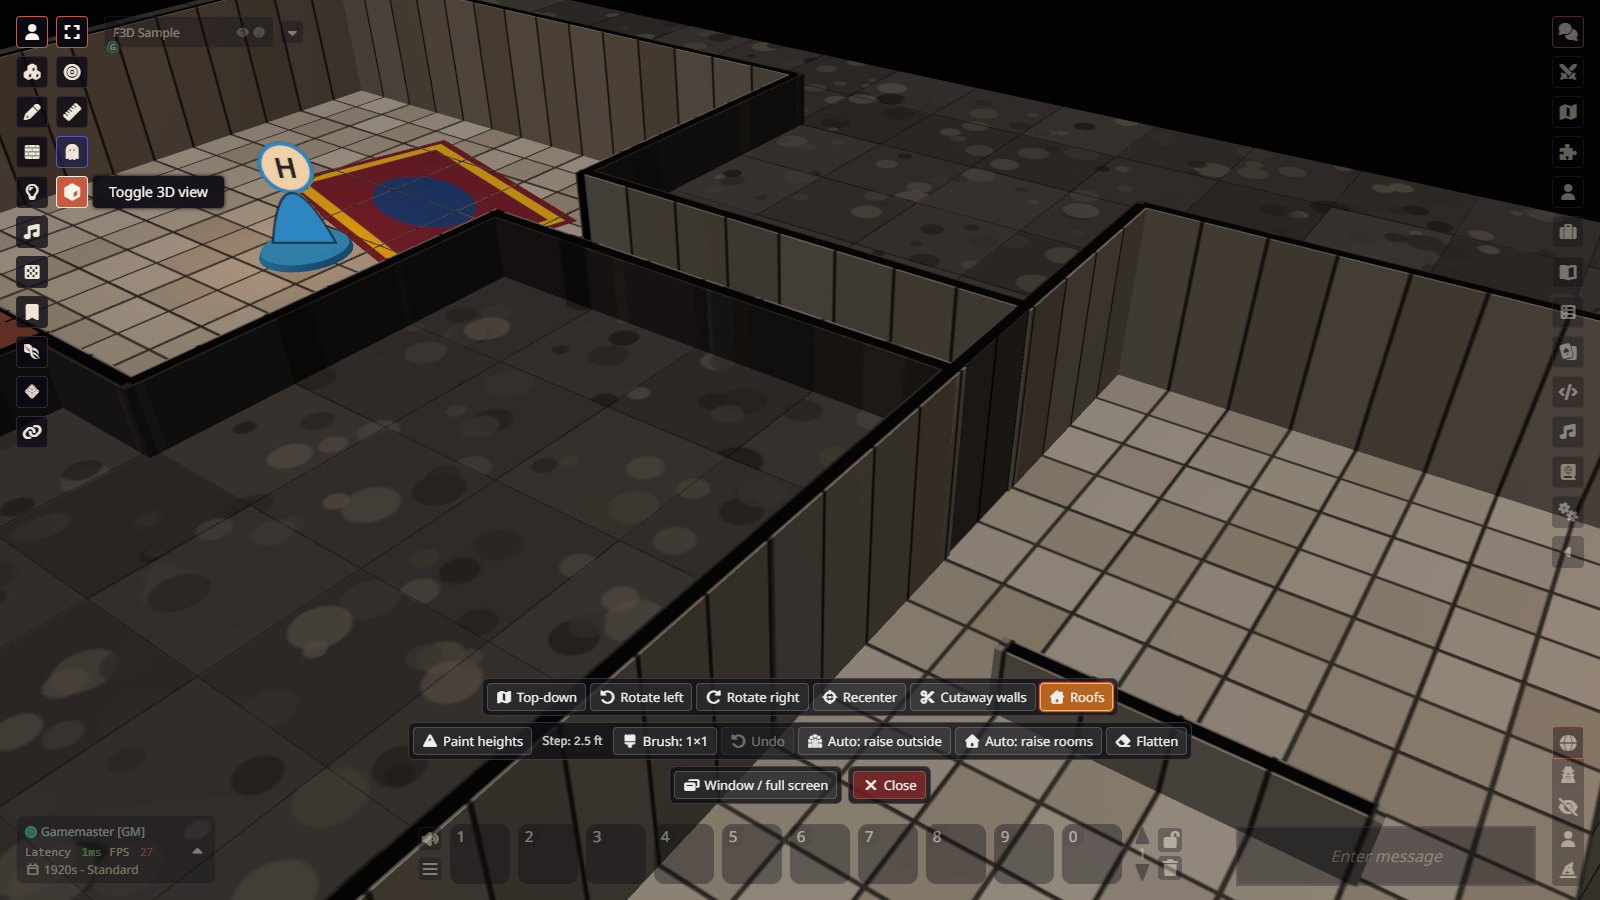 F3D Sample
G
H
Toggle 3D view
Top-down
Rotate left
Rotate right
Recenter
Cutaway walls
Roofs
Paint heights
Step: 2.5 ft
Brush: 1×1
Undo
Auto: raise outside
Auto: raise rooms
Flatten
Window / full screen
Close
Gamemaster [GM]
Latency 1ms FPS 27
1920s - Standard
1 2 3 4 5 6 7 8 9 0
1
Enter message